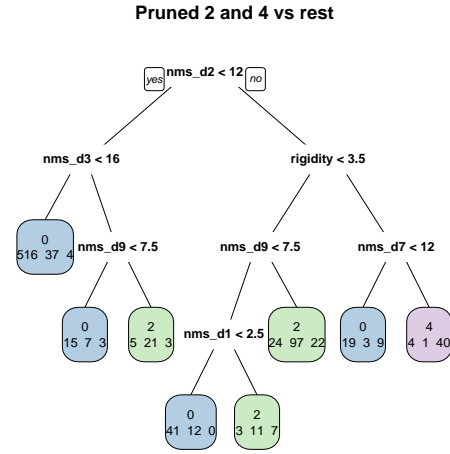 Pruned 2 and 4 vs rest
yes nms_d2 < 12 no
nms_d3 < 16 rigidity < 3.5
0
516 37 4
nms_d9 < 7.5 nms_d9 < 7.5 nms_d7 < 12
0 2 2 0 4
15 7 3 5 21 3 24 97 22 19 3 9 4 1 40
nms_d1 < 2.5
0 2
41 12 0 3 11 7